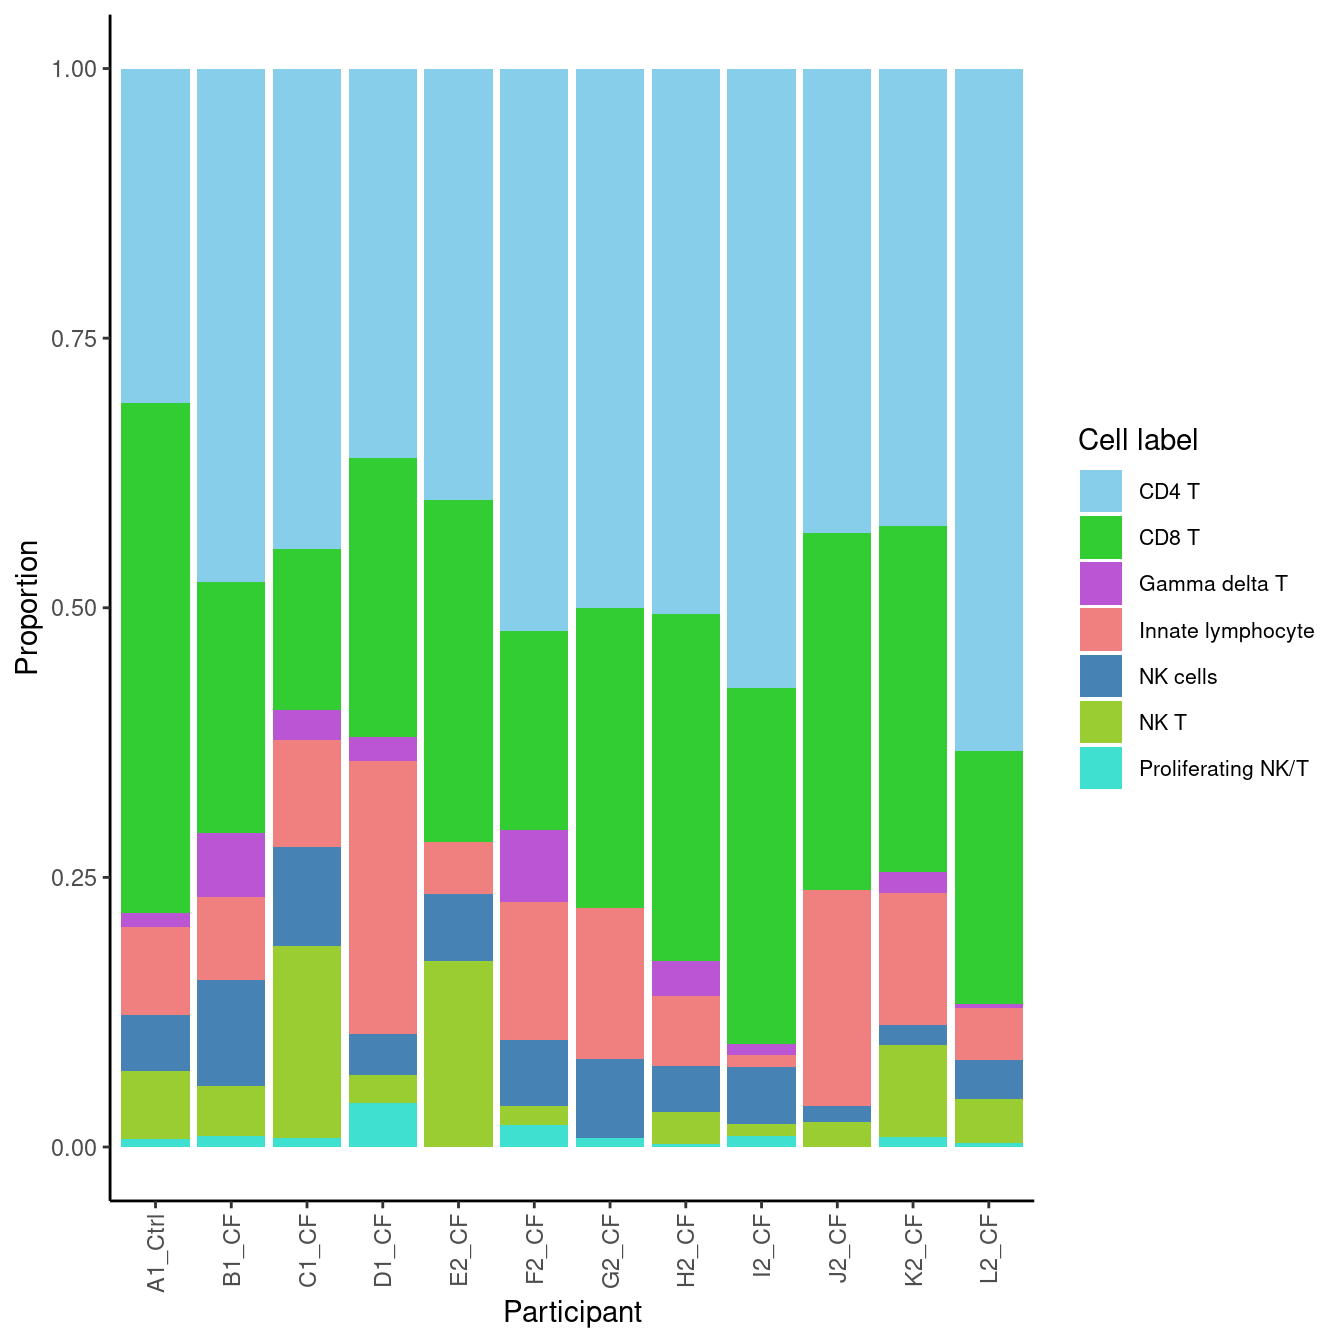 1.00
0.75
0.50
0.25
0.00
Proportion
A1_Ctrl
B1_CF
C1_CF
D1_CF
E2_CF
F2_CF
G2_CF
H2_CF
I2_CF
J2_CF
K2_CF
L2_CF
Participant
Cell label
CD4 T
CD8 T
Gamma delta T
Innate lymphocyte
NK cells
NK T
Proliferating NK/T